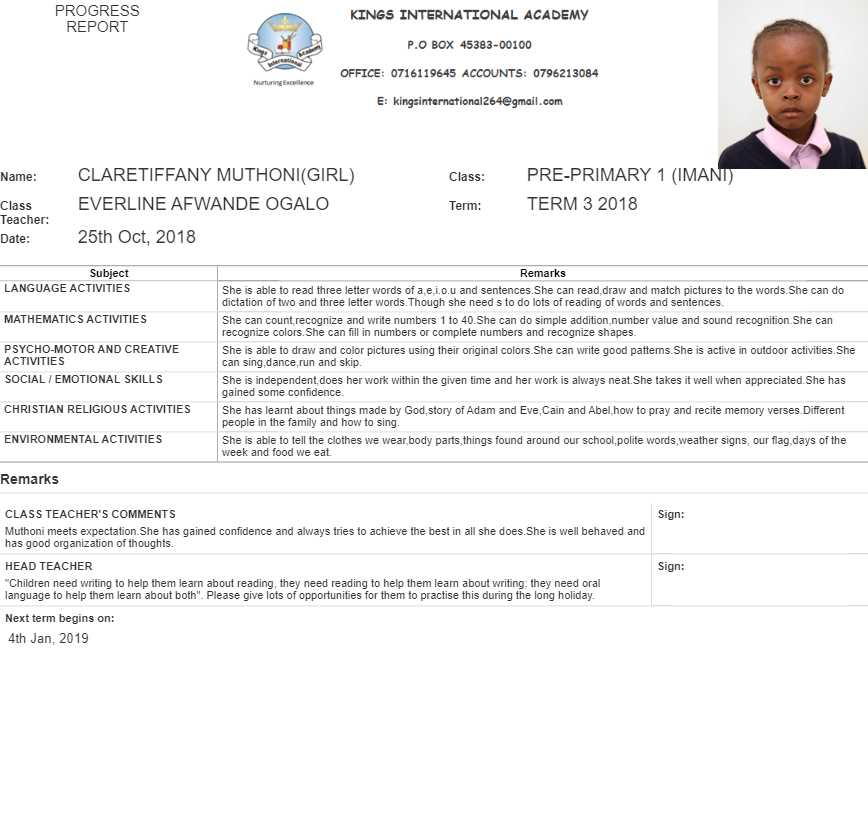 PROGRESS
REPORT
Kings Academy
International
Nurturing Excellence
KINGS INTERNATIONAL ACADEMY
P.O BOX 45383-00100
OFFICE: 0716119645 ACCOUNTS: 0796213084
E: kingsinternational264@gmail.com
Name: CLARETIFFANY MUTHONI(GIRL) Class: PRE-PRIMARY 1 (IMANI)
Class Teacher: EVERLINE AFWANDE OGALO Term: TERM 3 2018
Date: 25th Oct, 2018
Subject Remarks
LANGUAGE ACTIVITIES
She is able to read three letter words of a,e,i.o.u and sentences.She can read,draw and match pictures to the words.She can do
dictation of two and three letter words.Though she need s to do lots of reading of words and sentences.
MATHEMATICS ACTIVITIES
She can count,recognize and write numbers 1 to 40.She can do simple addition,number value and sound recognition.She can
recognize colors.She can fill in numbers or complete numbers and recognize shapes.
PSYCHO-MOTOR AND CREATIVE
ACTIVITIES
She is able to draw and color pictures using their original colors.She can write good patterns.She is active in outdoor activities.She
can sing,dance,run and skip.
SOCIAL / EMOTIONAL SKILLS
She is independent,does her work within the given time and her work is always neat.She takes it well when appreciated.She has
gained some confidence.
CHRISTIAN RELIGIOUS ACTIVITIES
She has learnt about things made by God,story of Adam and Eve,Cain and Abel,how to pray and recite memory verses.Different
people in the family and how to sing.
ENVIRONMENTAL ACTIVITIES
She is able to tell the clothes we wear,body parts,things found around our school,polite words,weather signs, our flag,days of the
week and food we eat.
Remarks
CLASS TEACHER'S COMMENTS
Muthoni meets expectation.She has gained confidence and always tries to achieve the best in all she does.She is well behaved and
has good organization of thoughts.
Sign:
HEAD TEACHER
"Children need writing to help them learn about reading, they need reading to help them learn about writing; they need oral
language to help them learn about both". Please give lots of opportunities for them to practise this during the long holiday.
Sign:
Next term begins on:
4th Jan, 2019